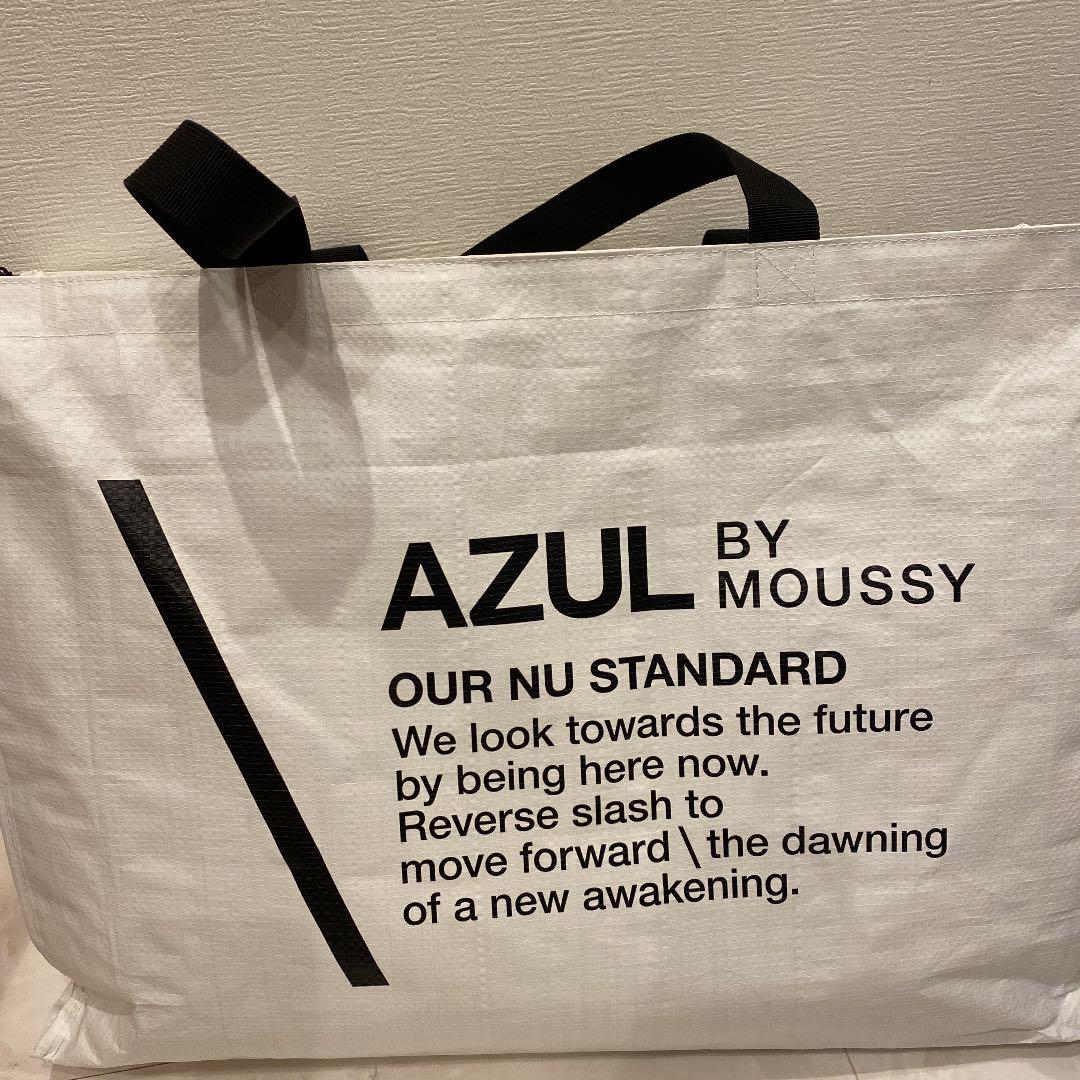 AZUL BY
MOUSSY
OUR NU STANDARD
We look towards the future
by being here now.
Reverse slash to
move forward \ the dawning
of a new awakening.